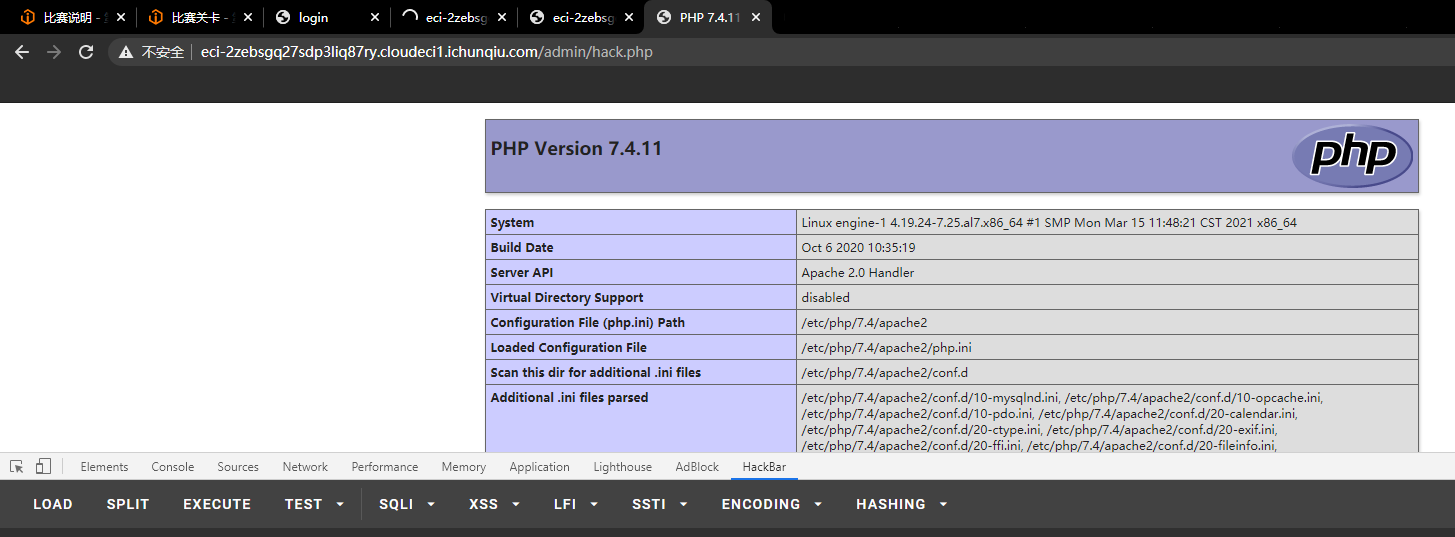 比赛说明 -
比赛关卡 -
login
eci-2zebsg
eci-2zebsg
PHP 7.4.11
不安全 eci-2zebsgq27sdp3liq87ry.cloudeci1.ichunqiu.com/admin/hack.php
PHP Version 7.4.11
php
System Linux engine-1 4.19.24-7.25.al7.x86_64 #1 SMP Mon Mar 15 11:48:21 CST 2021 x86_64
Build Date Oct 6 2020 10:35:19
Server API Apache 2.0 Handler
Virtual Directory Support disabled
Configuration File (php.ini) Path /etc/php/7.4/apache2
Loaded Configuration File /etc/php/7.4/apache2/php.ini
Scan this dir for additional .ini files /etc/php/7.4/apache2/conf.d
Additional .ini files parsed /etc/php/7.4/apache2/conf.d/10-mysqlnd.ini, /etc/php/7.4/apache2/conf.d/10-opcache.ini,
/etc/php/7.4/apache2/conf.d/10-pdo.ini, /etc/php/7.4/apache2/conf.d/20-calendar.ini,
/etc/php/7.4/apache2/conf.d/20-ctype.ini, /etc/php/7.4/apache2/conf.d/20-exif.ini,
/etc/php/7.4/apache2/conf.d/20-ffi.ini, /etc/php/7.4/apache2/conf.d/20-fileinfo.ini,
Elements Console Sources Network Performance Memory Application Lighthouse AdBlock HackBar
LOAD SPLIT EXECUTE TEST SQLI XSS LFI SSTI ENCODING HASHING